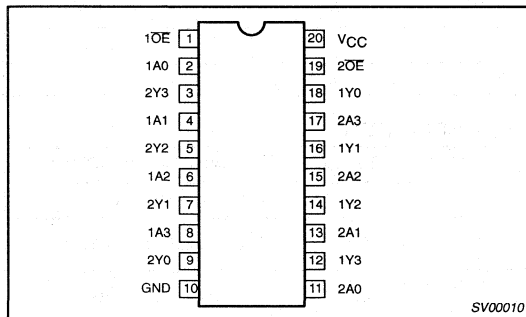 1O̅E̅ 1 20 VCC
1A0 2 19 2O̅E̅
2Y3 3 18 1Y0
1A1 4 17 2A3
2Y2 5 16 1Y1
1A2 6 15 2A2
2Y1 7 14 1Y2
1A3 8 13 2A1
2Y0 9 12 1Y3
GND 10 11 2A0
SV00010